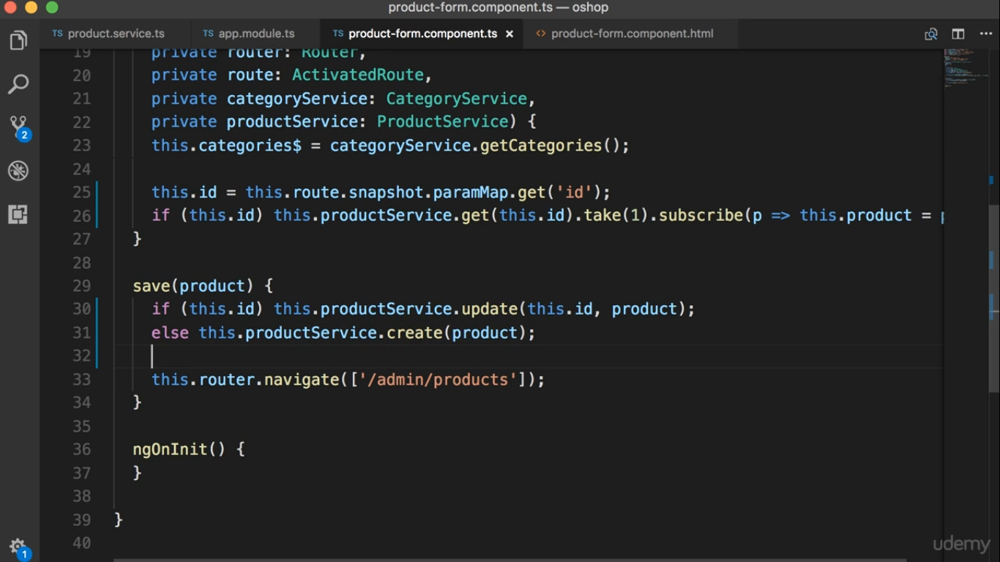 product-form.component.ts — oshop
TS product.service.ts TS app.module.ts TS product-form.component.ts × <> product-form.component.html
19 private router: Router,
20 private route: ActivatedRoute,
21 private categoryService: CategoryService,
22 private productService: ProductService) {
23 this.categories$ = categoryService.getCategories();
24
25 this.id = this.route.snapshot.paramMap.get('id');
26 if (this.id) this.productService.get(this.id).take(1).subscribe(p => this.product = p
27 }
28
29 save(product) {
30 if (this.id) this.productService.update(this.id, product);
31 else this.productService.create(product);
32
33 this.router.navigate(['/admin/products']);
34 }
35
36 ngOnInit() {
37 }
38
39 }
40
2
1
udemy